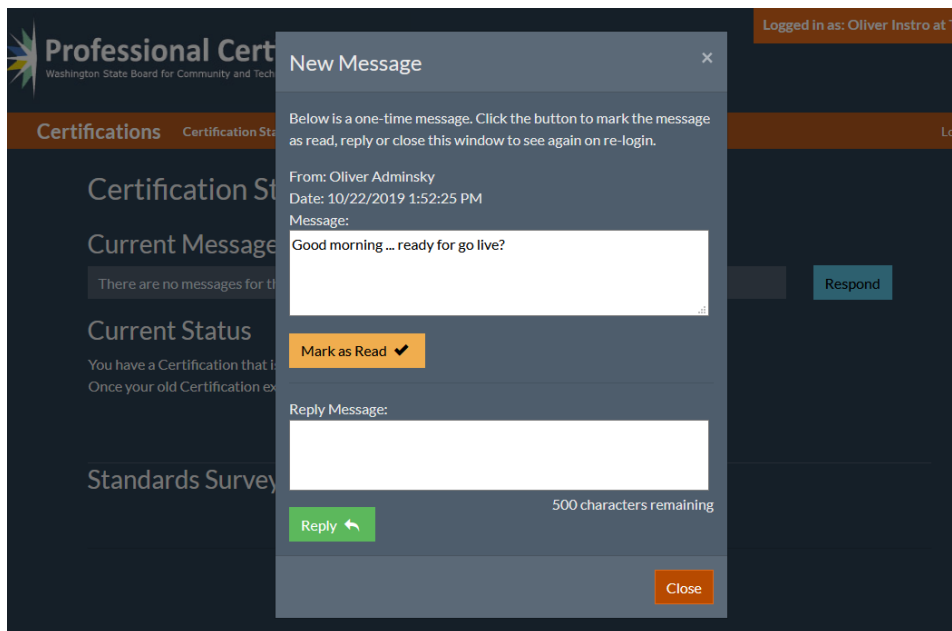 Logged in as: Oliver Instro at
Professional Cert
Washington State Board for Community and Tech
New Message
×
Certifications Certification Sta
Below is a one-time message. Click the button to mark the message
as read, reply or close this window to see again on re-login.
From: Oliver Adminsky
Date: 10/22/2019 1:52:25 PM
Message:
Good morning ... ready for go live?
Mark as Read
Reply Message:
500 characters remaining
Reply
Close
Certification St
Current Message
There are no messages for th
Respond
Current Status
You have a Certification that i
Once your old Certification ex
Standards Survey